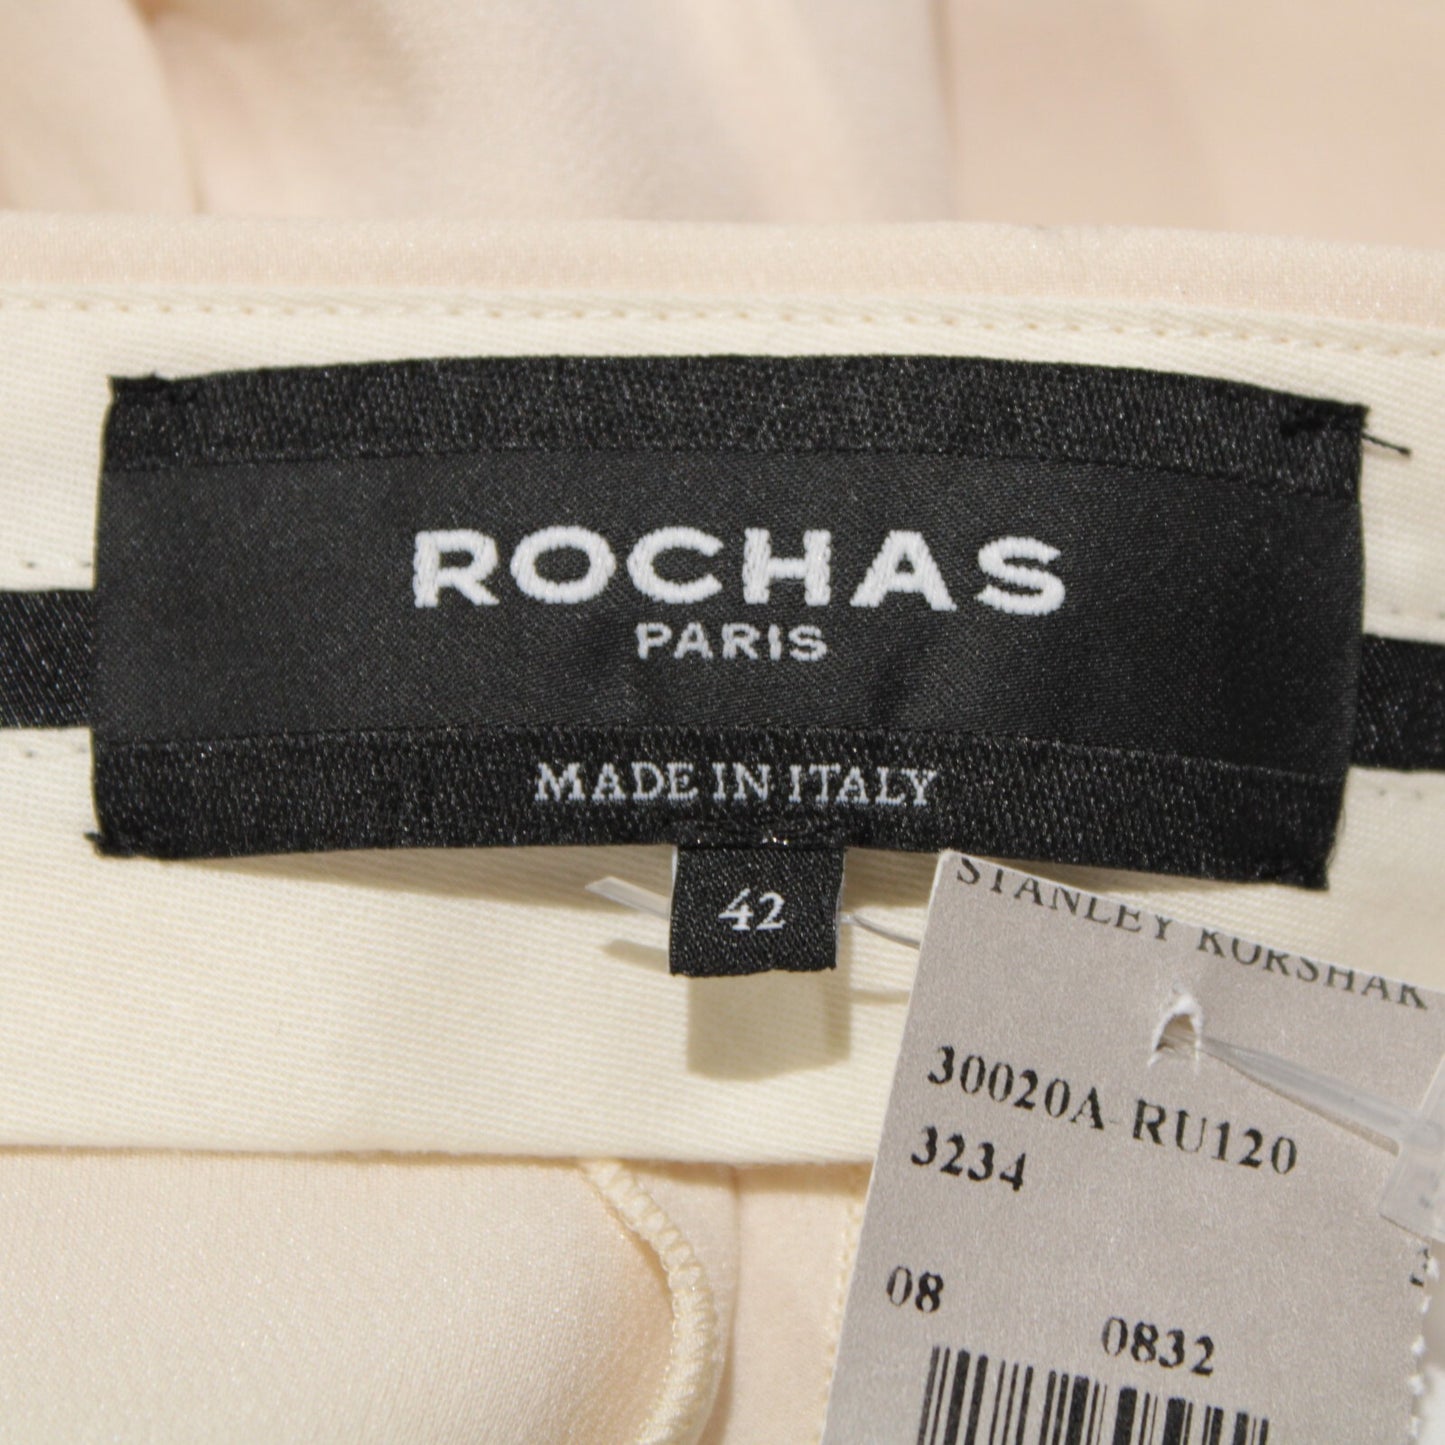 ROCHAS
PARIS
MADE IN ITALY
42
STANLEY KORSHAK
30020A-RU120
3234
08
0832